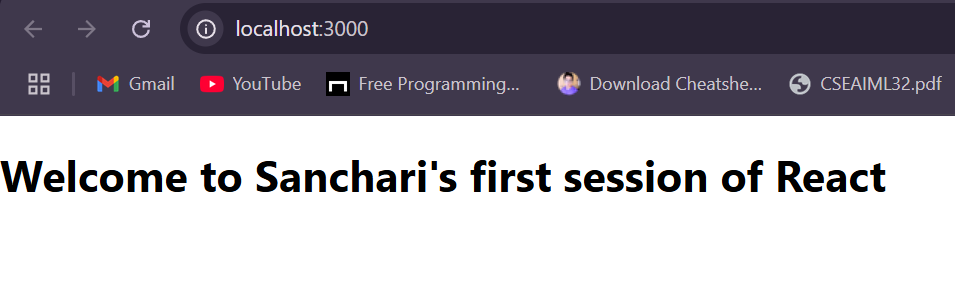 localhost:3000
Gmail YouTube Free Programming... Download Cheatshe... CSEAIML32.pdf
Welcome to Sanchari's first session of React